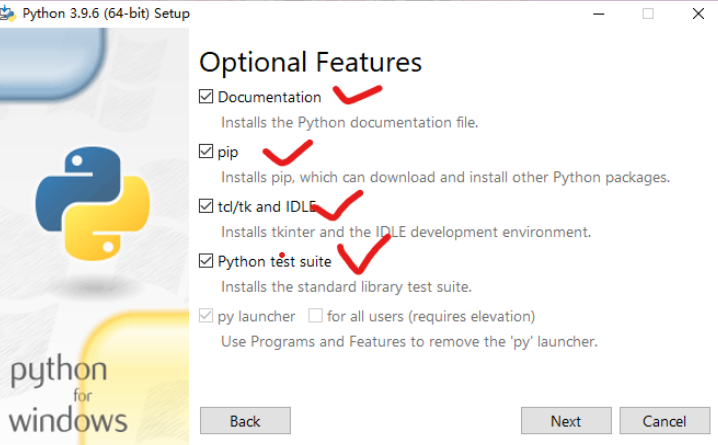 Python 3.9.6 (64-bit) Setup
Optional Features
Documentation
Installs the Python documentation file.
pip
Installs pip, which can download and install other Python packages.
tcl/tk and IDLE
Installs tkinter and the IDLE development environment.
Python test suite
Installs the standard library test suite.
py launcher for all users (requires elevation)
Use Programs and Features to remove the 'py' launcher.
python
for
windows
Back Next Cancel